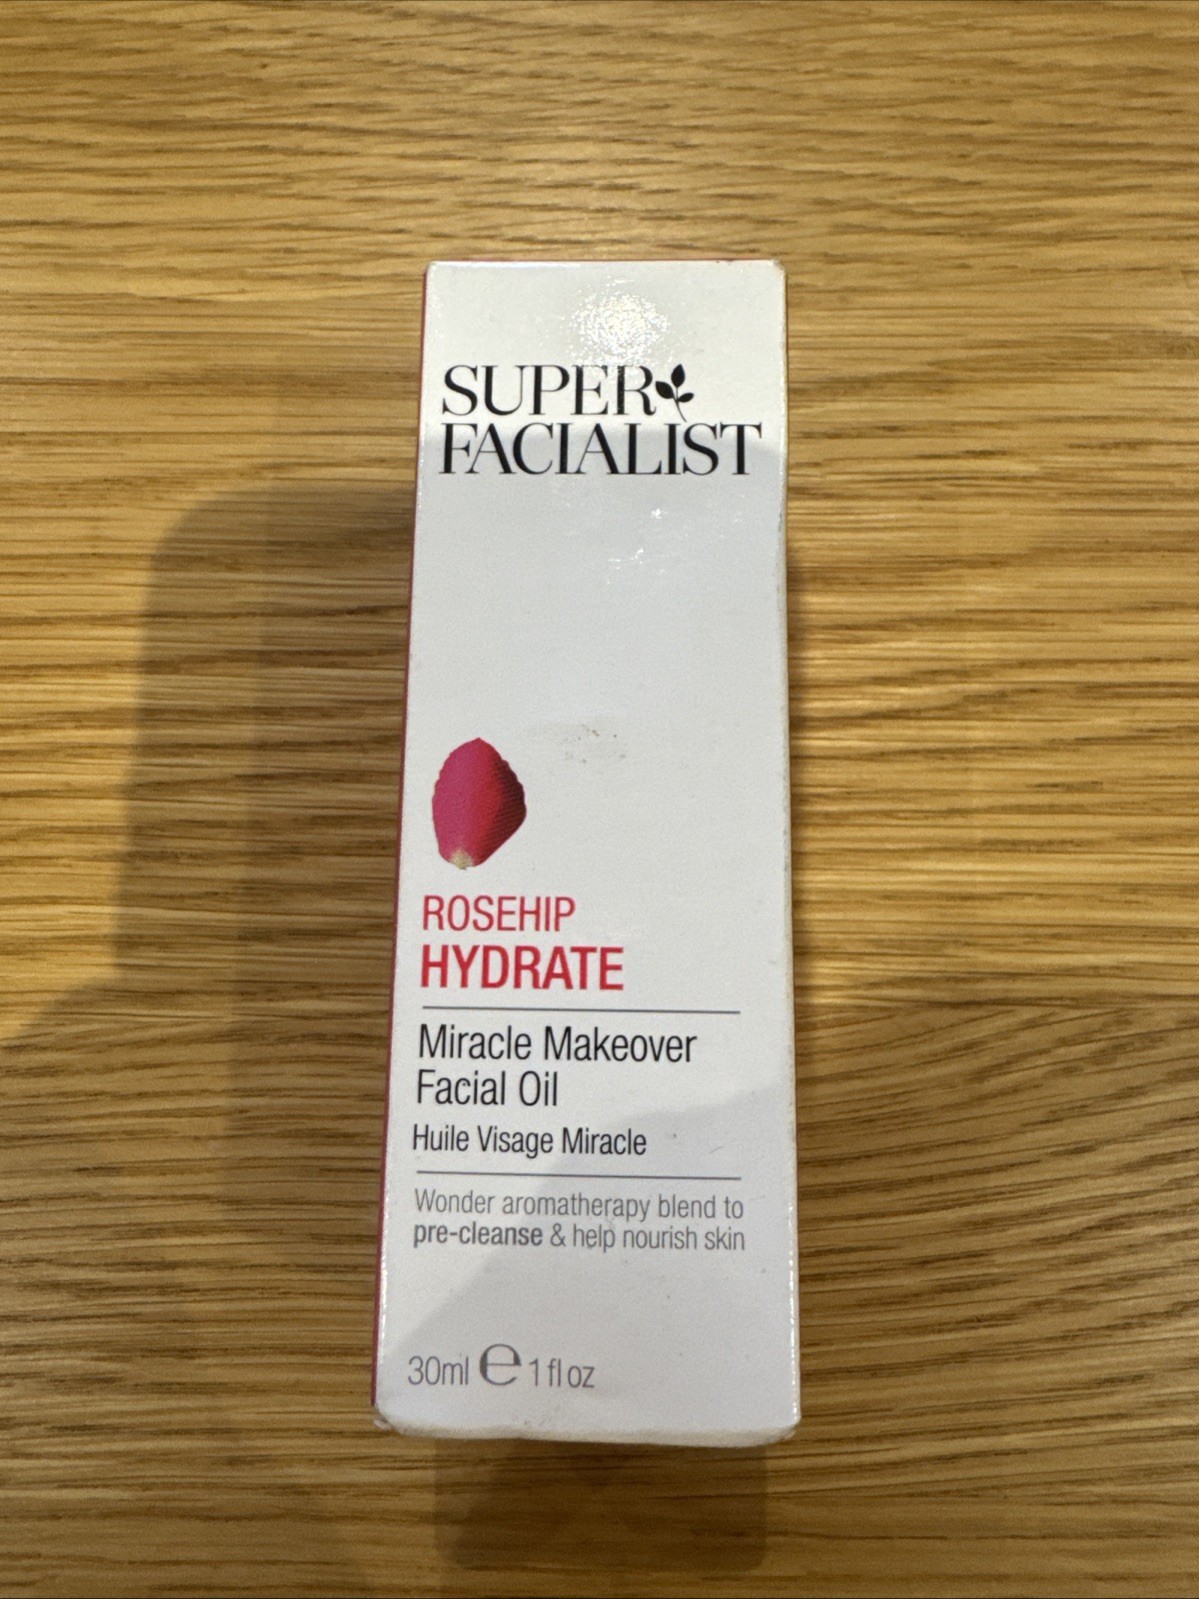 SUPER
FACIALIST
ROSEHIP
HYDRATE
Miracle Makeover
Facial Oil
Huile Visage Miracle
Wonder aromatherapy blend to
pre-cleanse & help nourish skin
30ml ℮ 1 fl oz